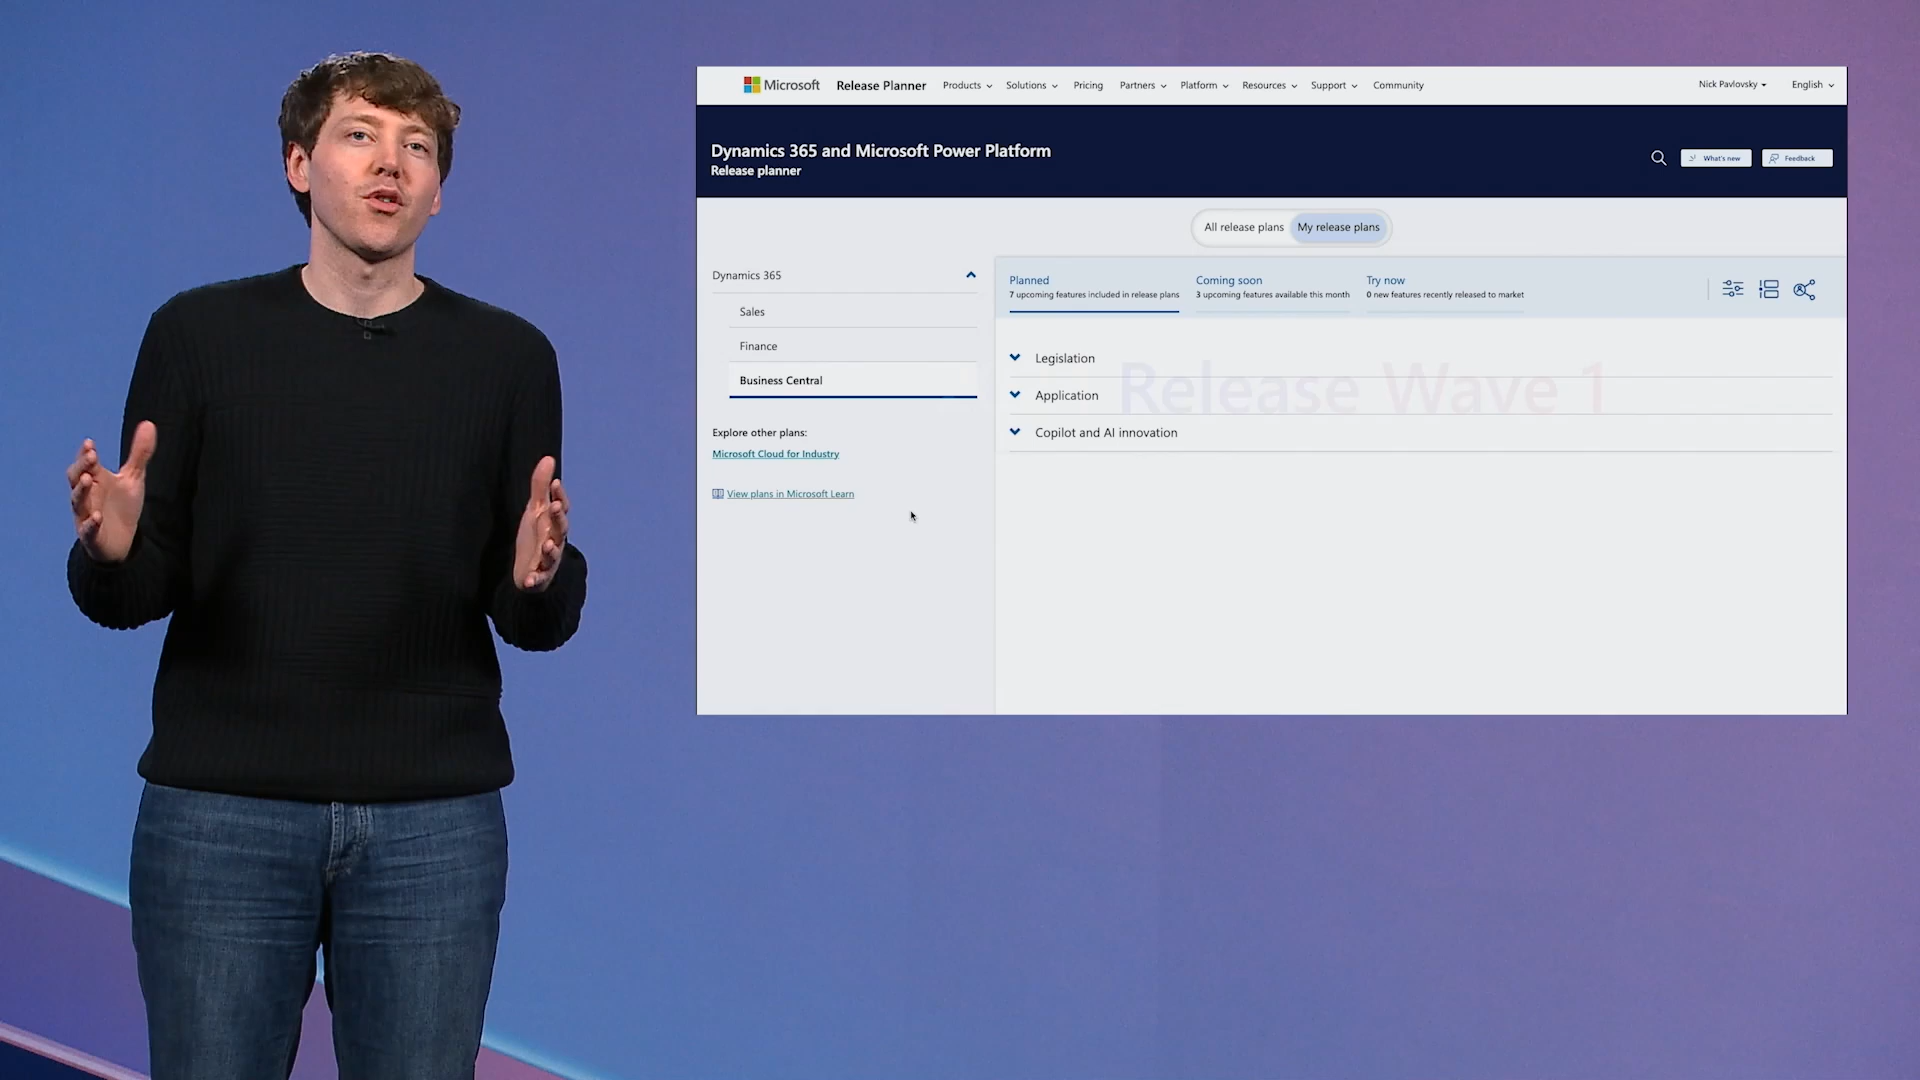 Microsoft Release Planner Products Solutions Pricing Partners Platform Resources Support Community Nick Pavlovsky English
Dynamics 365 and Microsoft Power Platform
Release planner
What's new Feedback
All release plans My release plans
Dynamics 365
Sales
Finance
Business Central
Explore other plans:
Microsoft Cloud for Industry
View plans in Microsoft Learn
Planned
7 upcoming features included in release plans
Coming soon
3 upcoming features available this month
Try now
0 new features recently released to market
Legislation
Application
Copilot and AI innovation
Release Wave 1